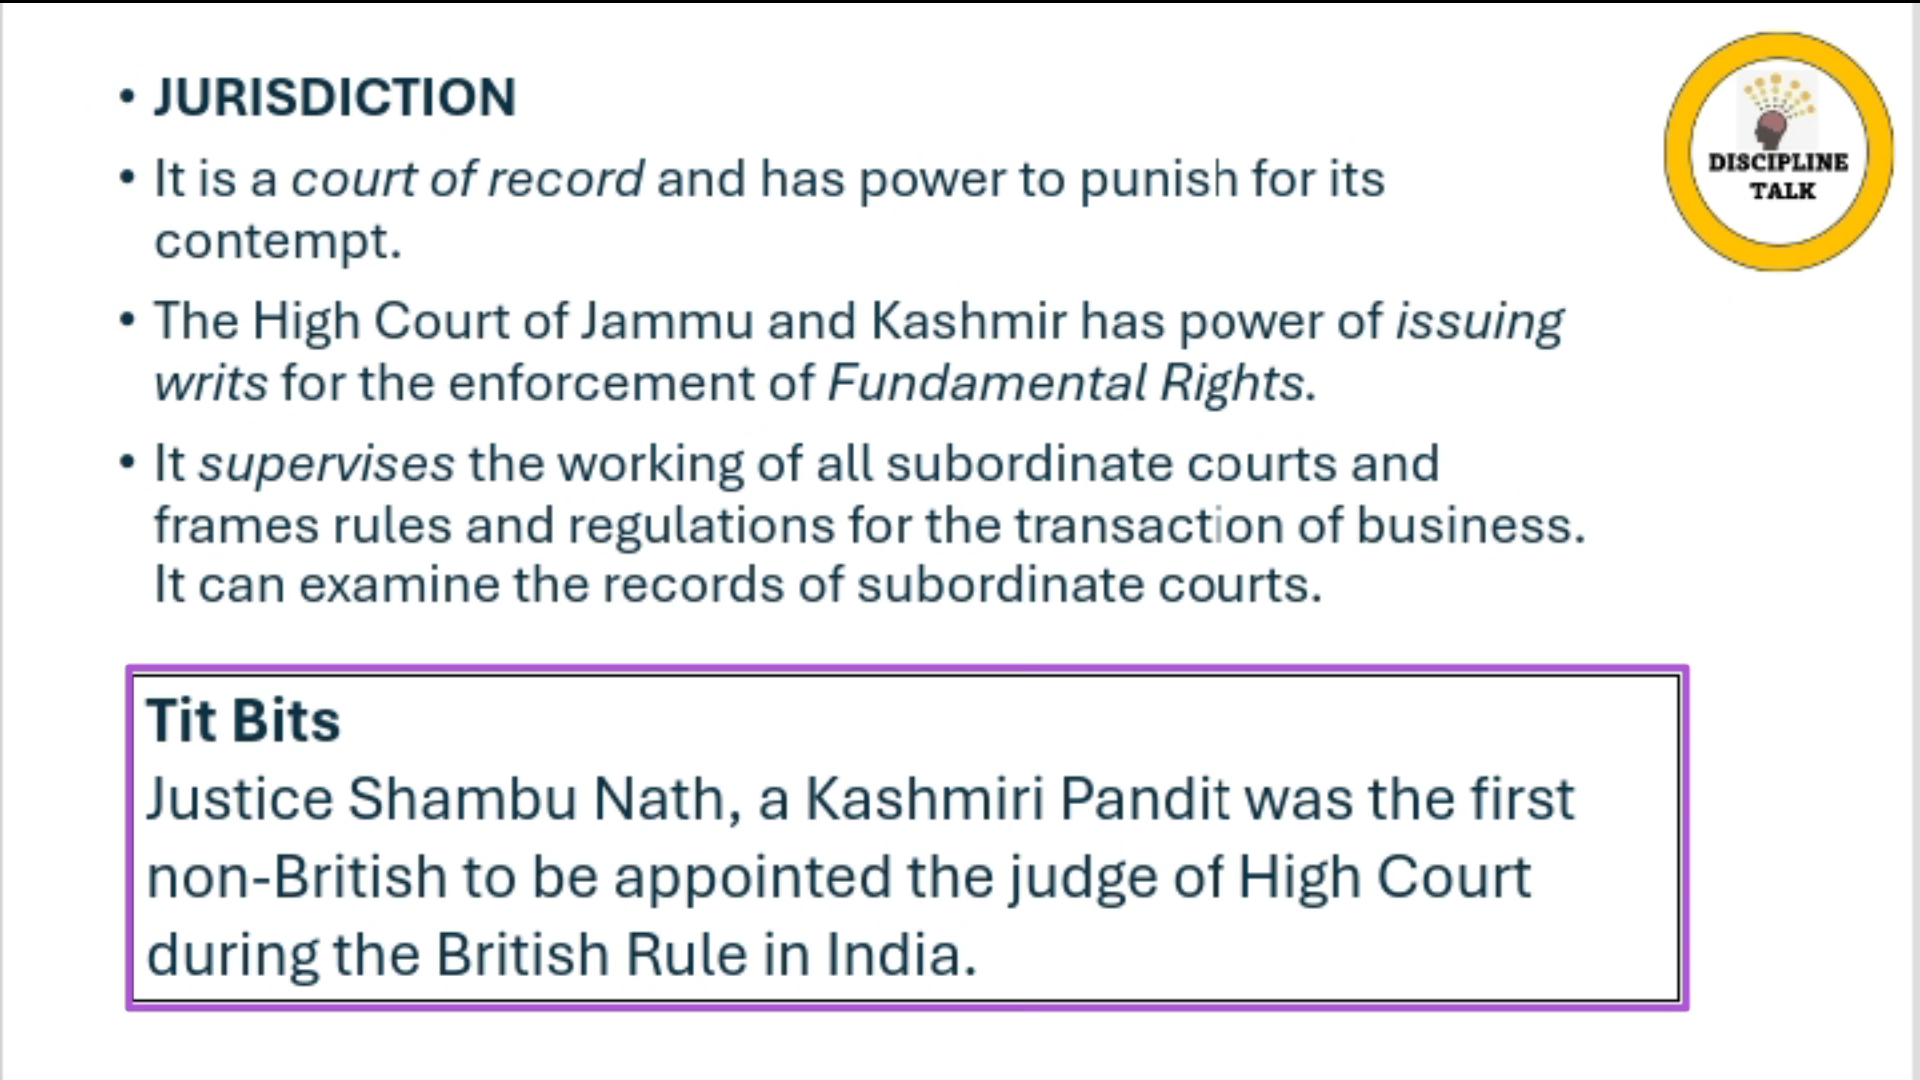 • JURISDICTION
• It is a court of record and has power to punish for its
contempt.
• The High Court of Jammu and Kashmir has power of issuing
writs for the enforcement of Fundamental Rights.
• It supervises the working of all subordinate courts and
frames rules and regulations for the transaction of business.
It can examine the records of subordinate courts.
DISCIPLINE
TALK
Tit Bits
Justice Shambu Nath, a Kashmiri Pandit was the first
non-British to be appointed the judge of High Court
during the British Rule in India.